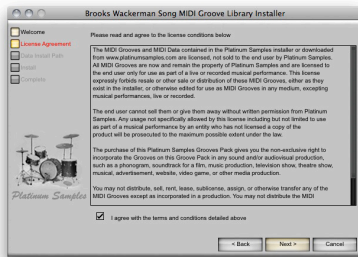 Brooks Wackerman Song MIDI Groove Library Installer
Welcome
License Agreement
Data Install Path
Install
Complete
Please read and agree to the license conditions below
The MIDI Grooves and MIDI Data contained in the Platinum Samples installer or downloaded
from www.platinumsamples.com are licensed, not sold to the end user by Platinum Samples.
All MIDI Grooves are now and remain the property of Platinum Samples and are licensed to
the end user only for use as part of a live or recorded musical performance. This license
expressly forbids resale or other sale or distribution of these MIDI Grooves, either as they
exist in the installer, or otherwise edited for use as MIDI Grooves in any medium, excepting
musical performances, live or recorded.
The end user cannot sell them or give them away without written permission from Platinum
Samples. Any usage not specifically allowed by this license including but not limited to use
as part of a musical performance by an entity who has not licensed a copy of the
product will be prossucuted to the maximum possible extent under the law.
The purchase of this Platinum Samples Grooves Pack gives you the non-exclusive right to
incorporate the Grooves on this Groove Pack in any sound and/or audiovisual production,
such as a phonogram, soundtrack for a film, music production, television show, theatre show,
musical, advertisement, website, video game, or other media production.
You may not distribute, sell, rent, lease, sublicense, assign, or otherwise transfer any of the
MIDI Grooves except as incorporated in a production. You may not distribute the MIDI
Platinum Samples
I agree with the terms and conditions detailed above
< Back
Next >
Cancel